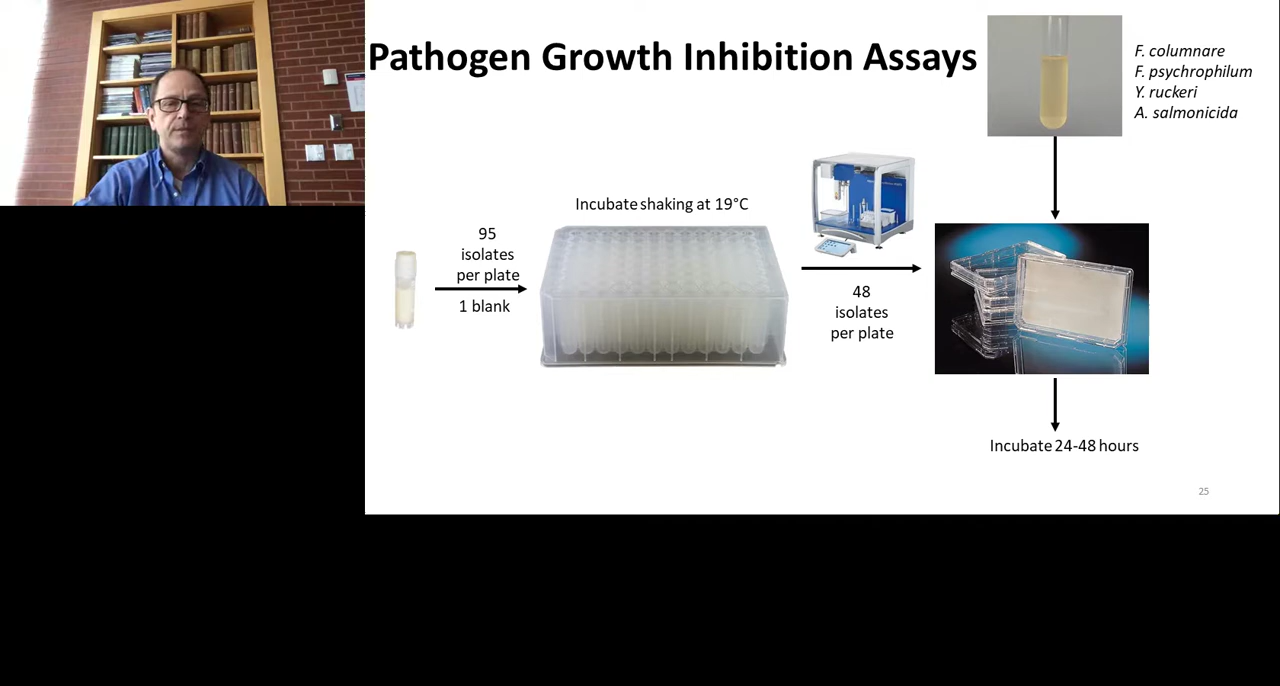 Pathogen Growth Inhibition Assays
F. columnare
F. psychrophilum
Y. ruckeri
A. salmonicida
95
isolates
per plate
1 blank
Incubate shaking at 19°C
48
isolates
per plate
Incubate 24-48 hours
25